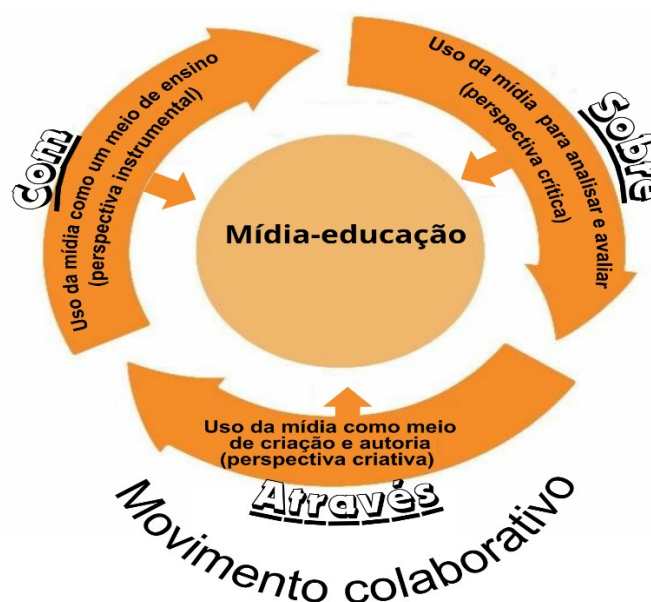 Com
Uso da mídia como um meio de ensino
(perspectiva instrumental)
Uso da mídia para analisar e avaliar
(perspectiva crítica)
Sobre
Mídia-educação
Uso da mídia como meio
de criação e autoria
(perspectiva criativa)
Através
Movimento colaborativo